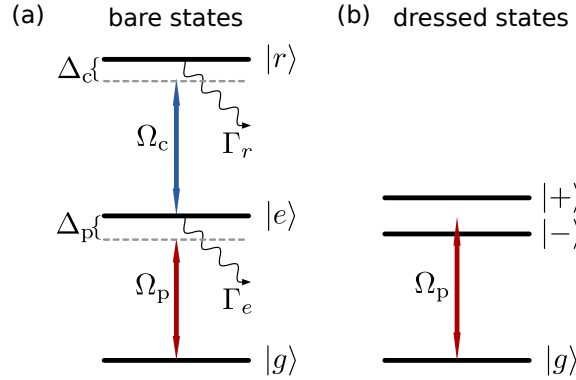 (a) bare states
|r⟩
Δc{
Ωc
Γr
|e⟩
Δp{
Ωp
Γe
|g⟩
(b) dressed states
|+⟩
|−⟩
Ωp
|g⟩